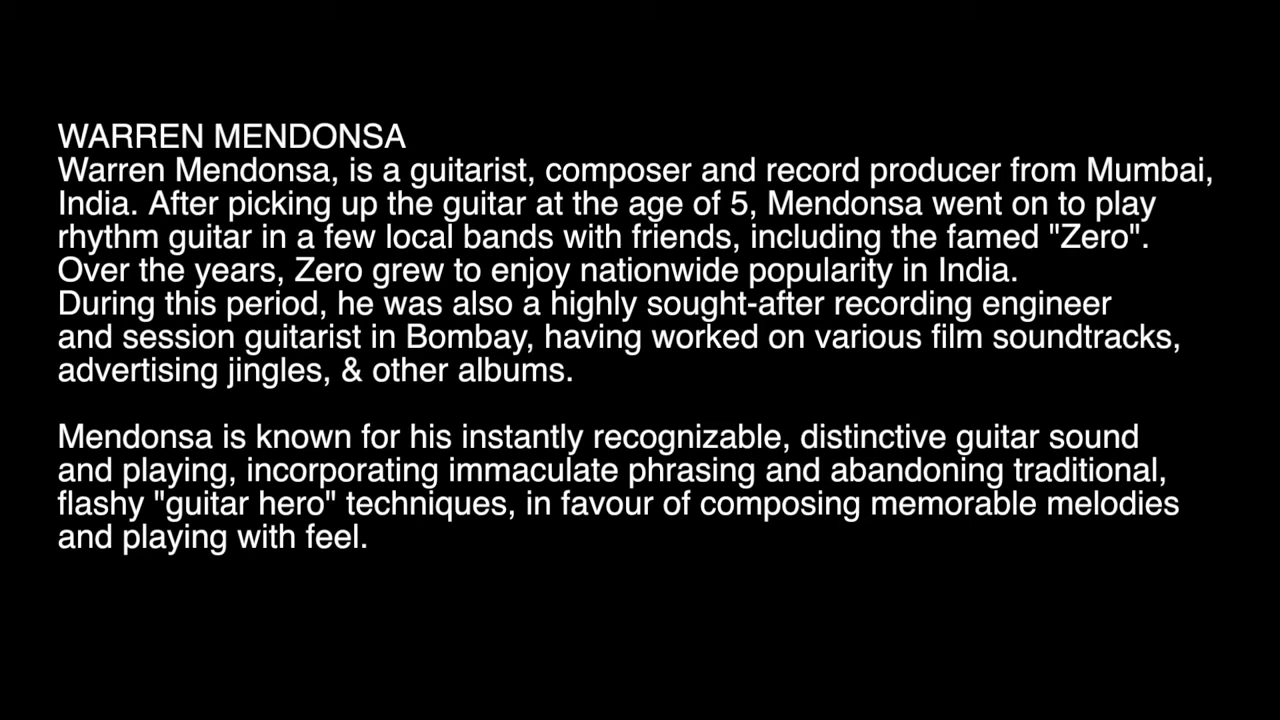 WARREN MENDONSA
Warren Mendonsa, is a guitarist, composer and record producer from Mumbai,
India. After picking up the guitar at the age of 5, Mendonsa went on to play
rhythm guitar in a few local bands with friends, including the famed "Zero".
Over the years, Zero grew to enjoy nationwide popularity in India.
During this period, he was also a highly sought-after recording engineer
and session guitarist in Bombay, having worked on various film soundtracks,
advertising jingles, & other albums.
Mendonsa is known for his instantly recognizable, distinctive guitar sound
and playing, incorporating immaculate phrasing and abandoning traditional,
flashy "guitar hero" techniques, in favour of composing memorable melodies
and playing with feel.